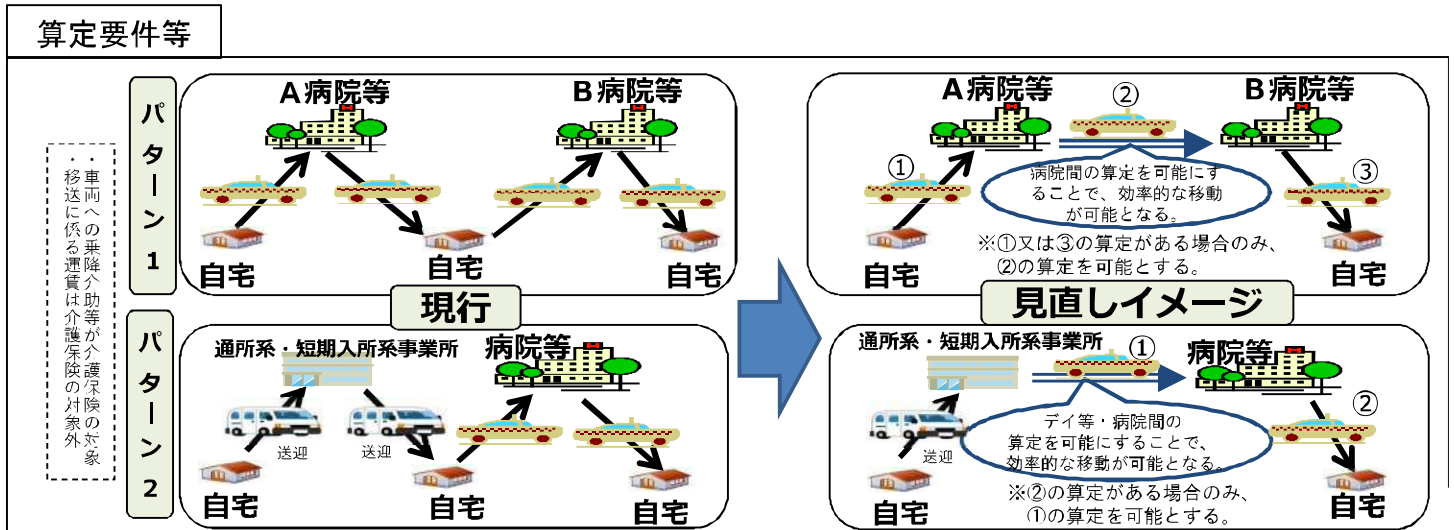 算定要件等
・車両への乗降介助等が介護保険の対象
・移送に係る運賃は介護保険の対象外
パターン1
A病院等
B病院等
自宅
自宅
自宅
現行
パターン2
通所系・短期入所系事業所
病院等
送迎
送迎
自宅
自宅
自宅
A病院等
②
B病院等
①
病院間の算定を可能にす
ることで、効率的な移動
が可能となる。
③
※①又は③の算定がある場合のみ、
②の算定を可能とする。
自宅
自宅
見直しイメージ
通所系・短期入所系事業所
①
病院等
デイ等・病院間の
算定を可能にすることで、
効率的な移動が可能となる。
②
送迎
※②の算定がある場合のみ、
①の算定を可能とする。
自宅
自宅